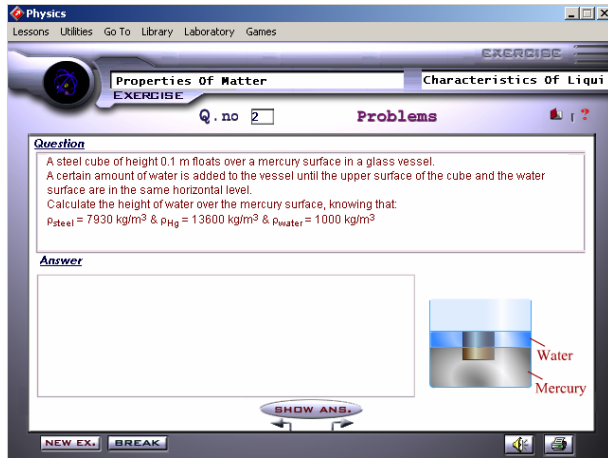 Physics
Lessons Utilities Go To Library Laboratory Games
EXERCISE
Properties Of Matter
Characteristics Of Liqui
EXERCISE
Q.no 2
Problems
Question
A steel cube of height 0.1 m floats over a mercury surface in a glass vessel.
A certain amount of water is added to the vessel until the upper surface of the cube and the water
surface are in the same horizontal level.
Calculate the height of water over the mercury surface, knowing that:
ρsteel = 7930 kg/m³ & ρHg = 13600 kg/m³ & ρwater = 1000 kg/m³
Answer
Water
Mercury
SHOW ANS.
NEW EX. BREAK